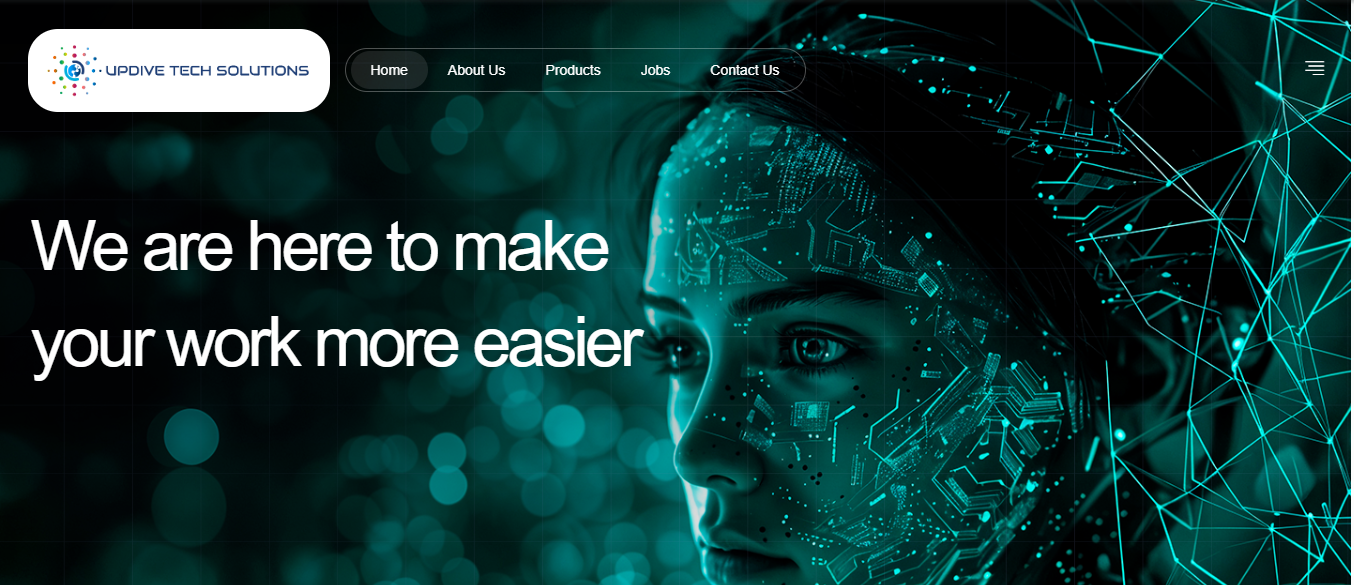 UPDIVE TECH SOLUTIONS
Home About Us Products Jobs Contact Us
We are here to make
your work more easier